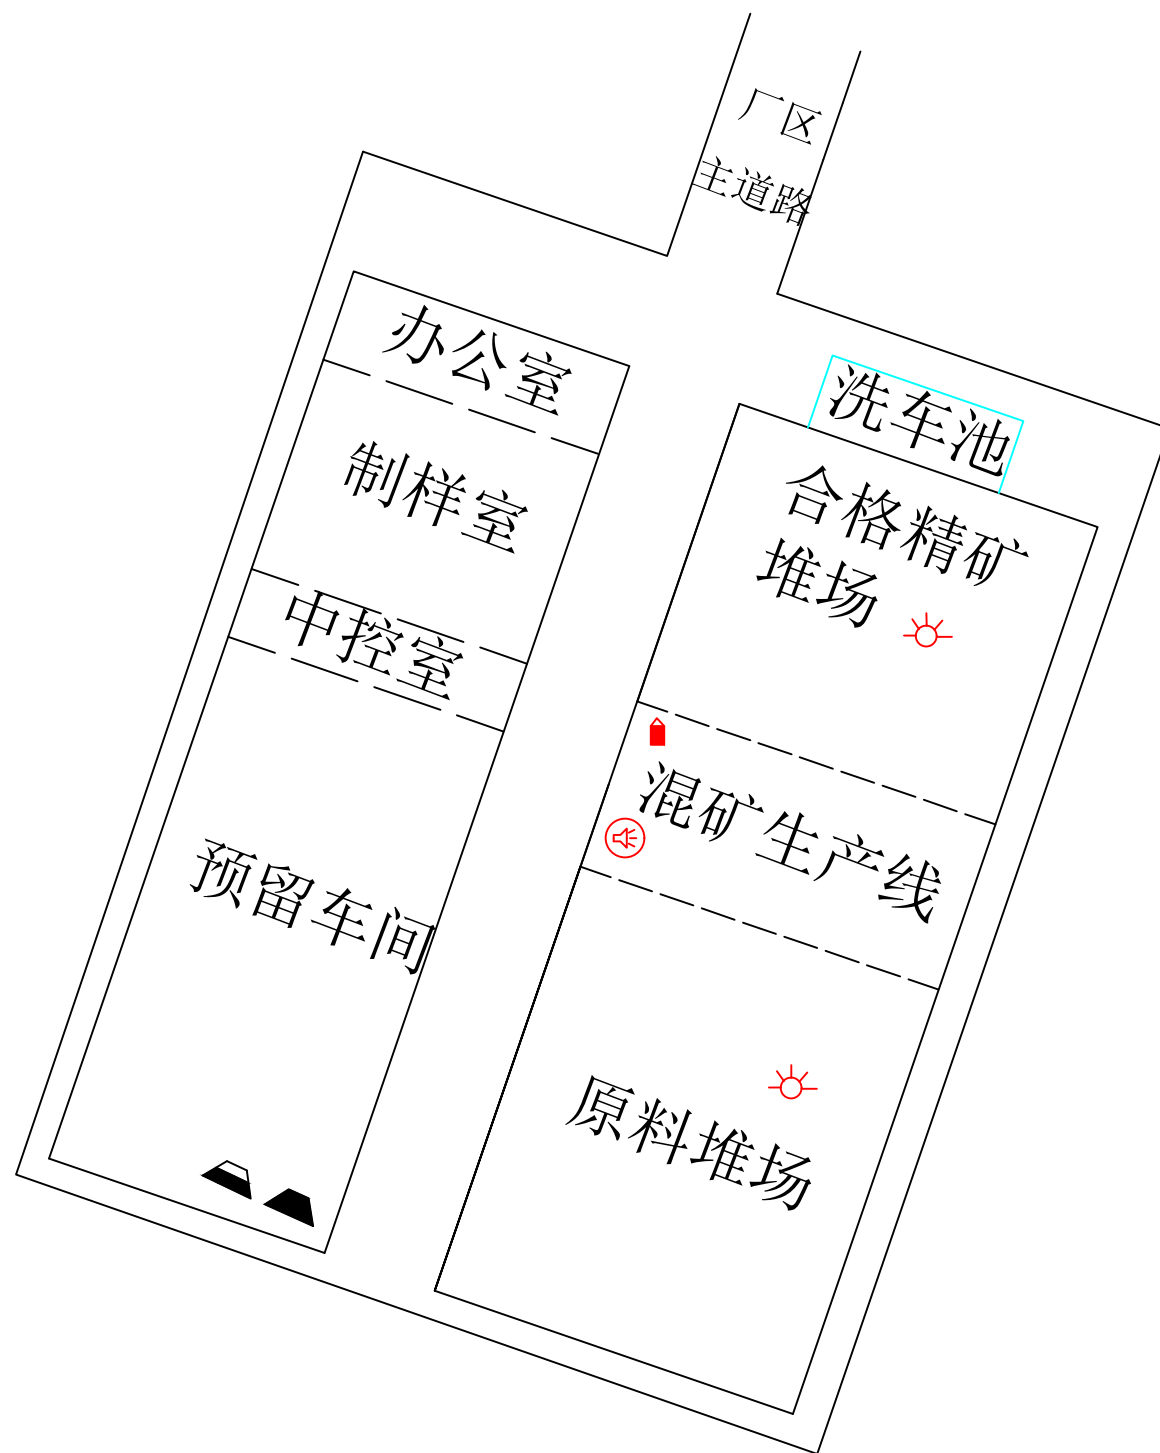 厂区
主道路
办公室
制样室
中控室
预留车间
洗车池
合格精矿
堆场
混矿生产线
原料堆场